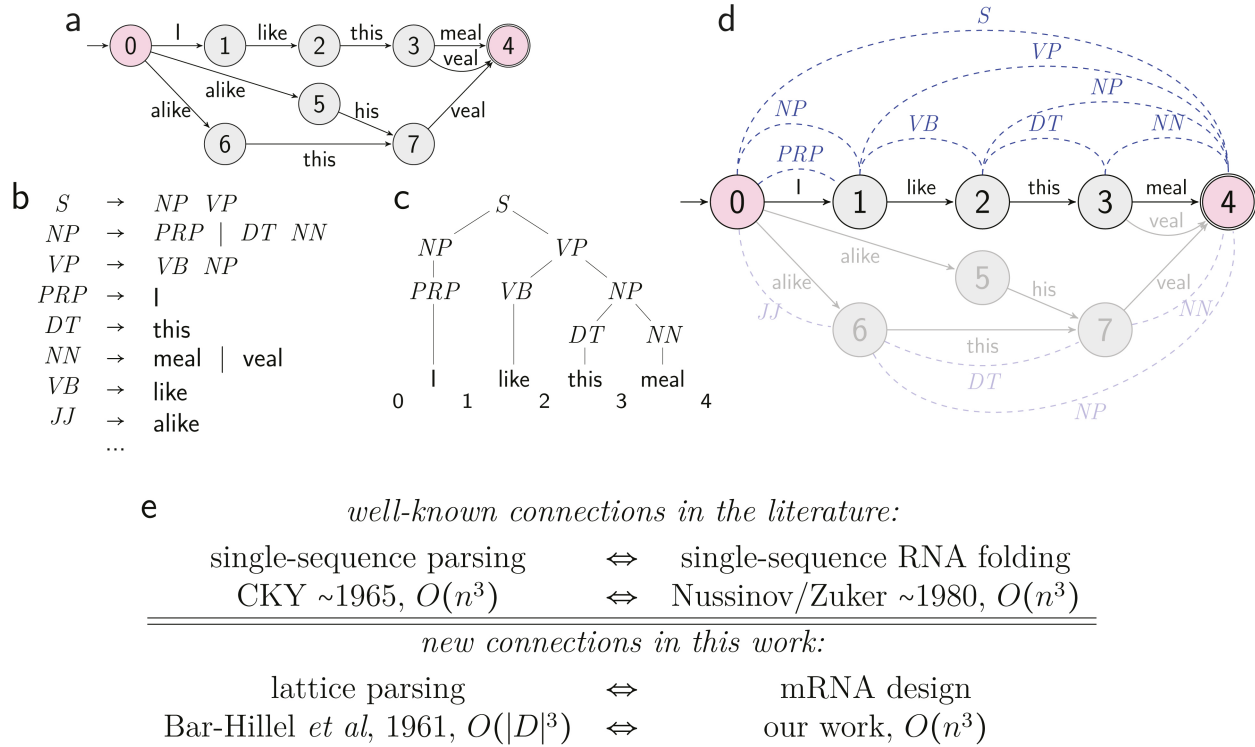 a
0 I 1 like 2 this 3 meal 4
veal
alike 5 his
alike 6 this 7 veal
b
S → NP VP
NP → PRP | DT NN
VP → VB NP
PRP → I
DT → this
NN → meal | veal
VB → like
JJ → alike
...
c
S
NP VP
PRP VB NP
DT NN
I like this meal
0 1 2 3 4
d
S
VP
NP
NP VB DT NN
PRP
0 I 1 like 2 this 3 meal 4
veal
alike 5 his
alike 6 this 7 veal
JJ DT NN
NP
e
well-known connections in the literature:
single-sequence parsing ⇔ single-sequence RNA folding
CKY ~1965, O(n³) ⇔ Nussinov/Zuker ~1980, O(n³)
new connections in this work:
lattice parsing ⇔ mRNA design
Bar-Hillel et al, 1961, O(|D|³) ⇔ our work, O(n³)